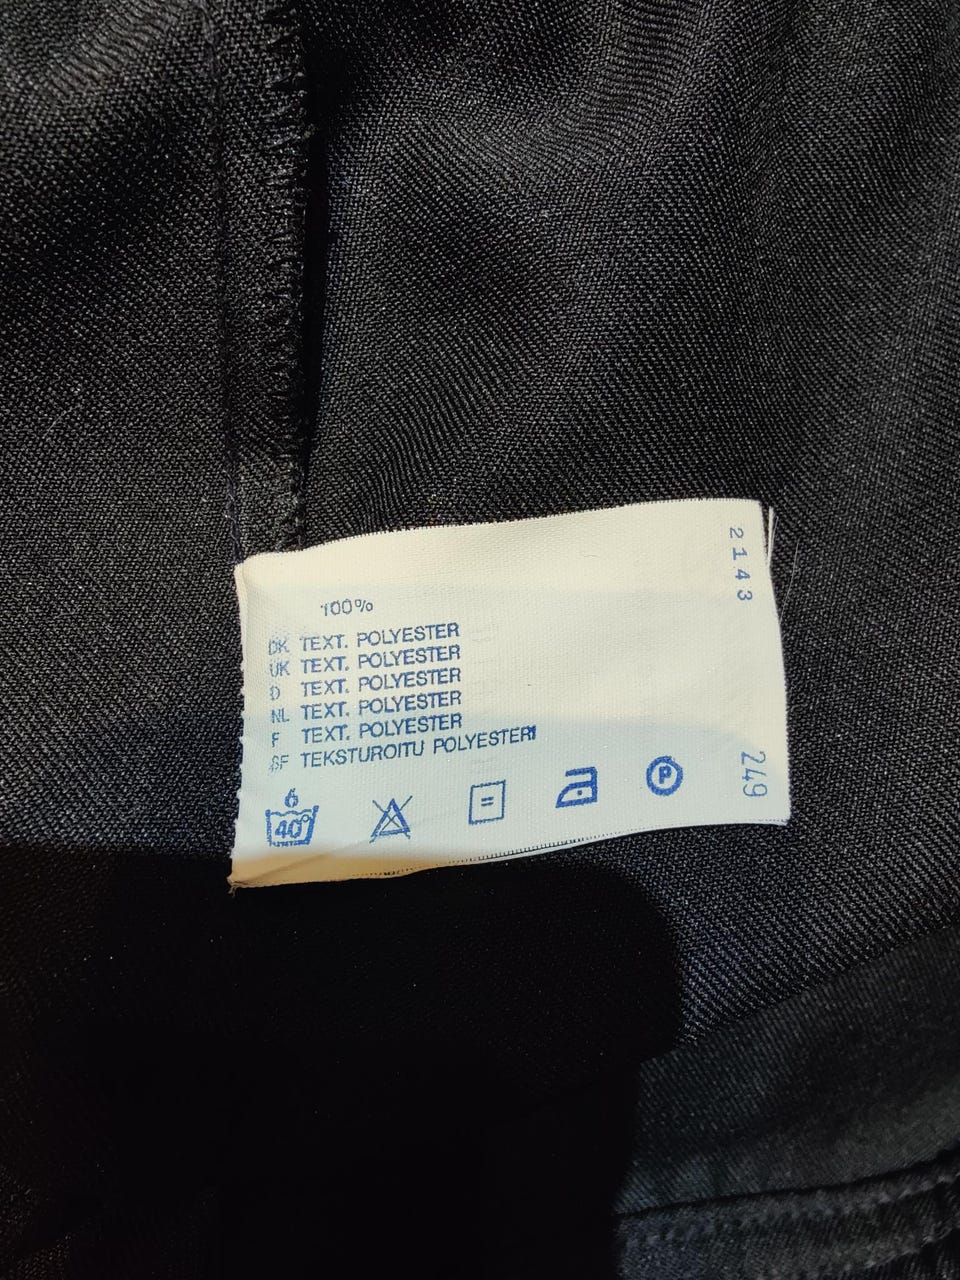 2143
100%
DK TEXT. POLYESTER
UK TEXT. POLYESTER
D TEXT. POLYESTER
NL TEXT. POLYESTER
F TEXT. POLYESTER
SF TEKSTUROITU POLYESTERI
6
40°
P
249